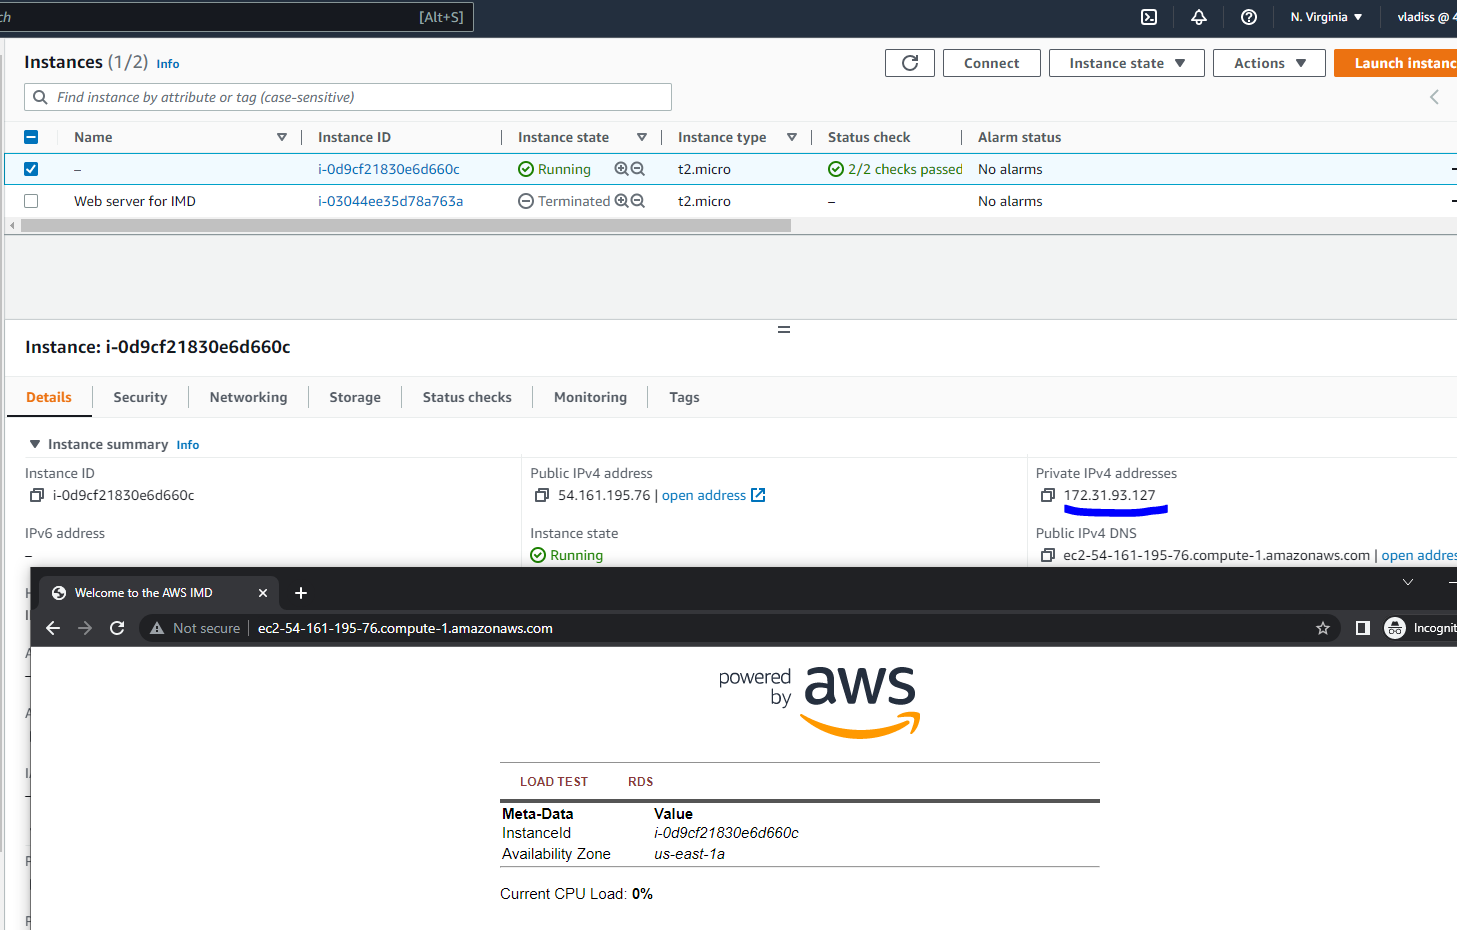 ch [Alt+S] N. Virginia ▼ vladiss @ 4
Instances (1/2) Info Connect Instance state ▼ Actions ▼ Launch instanc
Find instance by attribute or tag (case-sensitive)
Name Instance ID Instance state Instance type Status check Alarm status
– i-0d9cf21830e6d660c Running t2.micro 2/2 checks passed No alarms
Web server for IMD i-03044ee35d78a763a Terminated t2.micro – No alarms
Instance: i-0d9cf21830e6d660c
Details Security Networking Storage Status checks Monitoring Tags
▼ Instance summary Info
Instance ID Public IPv4 address Private IPv4 addresses
i-0d9cf21830e6d660c 54.161.195.76 | open address 172.31.93.127
IPv6 address Instance state Public IPv4 DNS
– Running ec2-54-161-195-76.compute-1.amazonaws.com | open addres
Welcome to the AWS IMD
Not secure | ec2-54-161-195-76.compute-1.amazonaws.com Incognit
powered by aws
LOAD TEST RDS
Meta-Data Value
InstanceId i-0d9cf21830e6d660c
Availability Zone us-east-1a
Current CPU Load: 0%